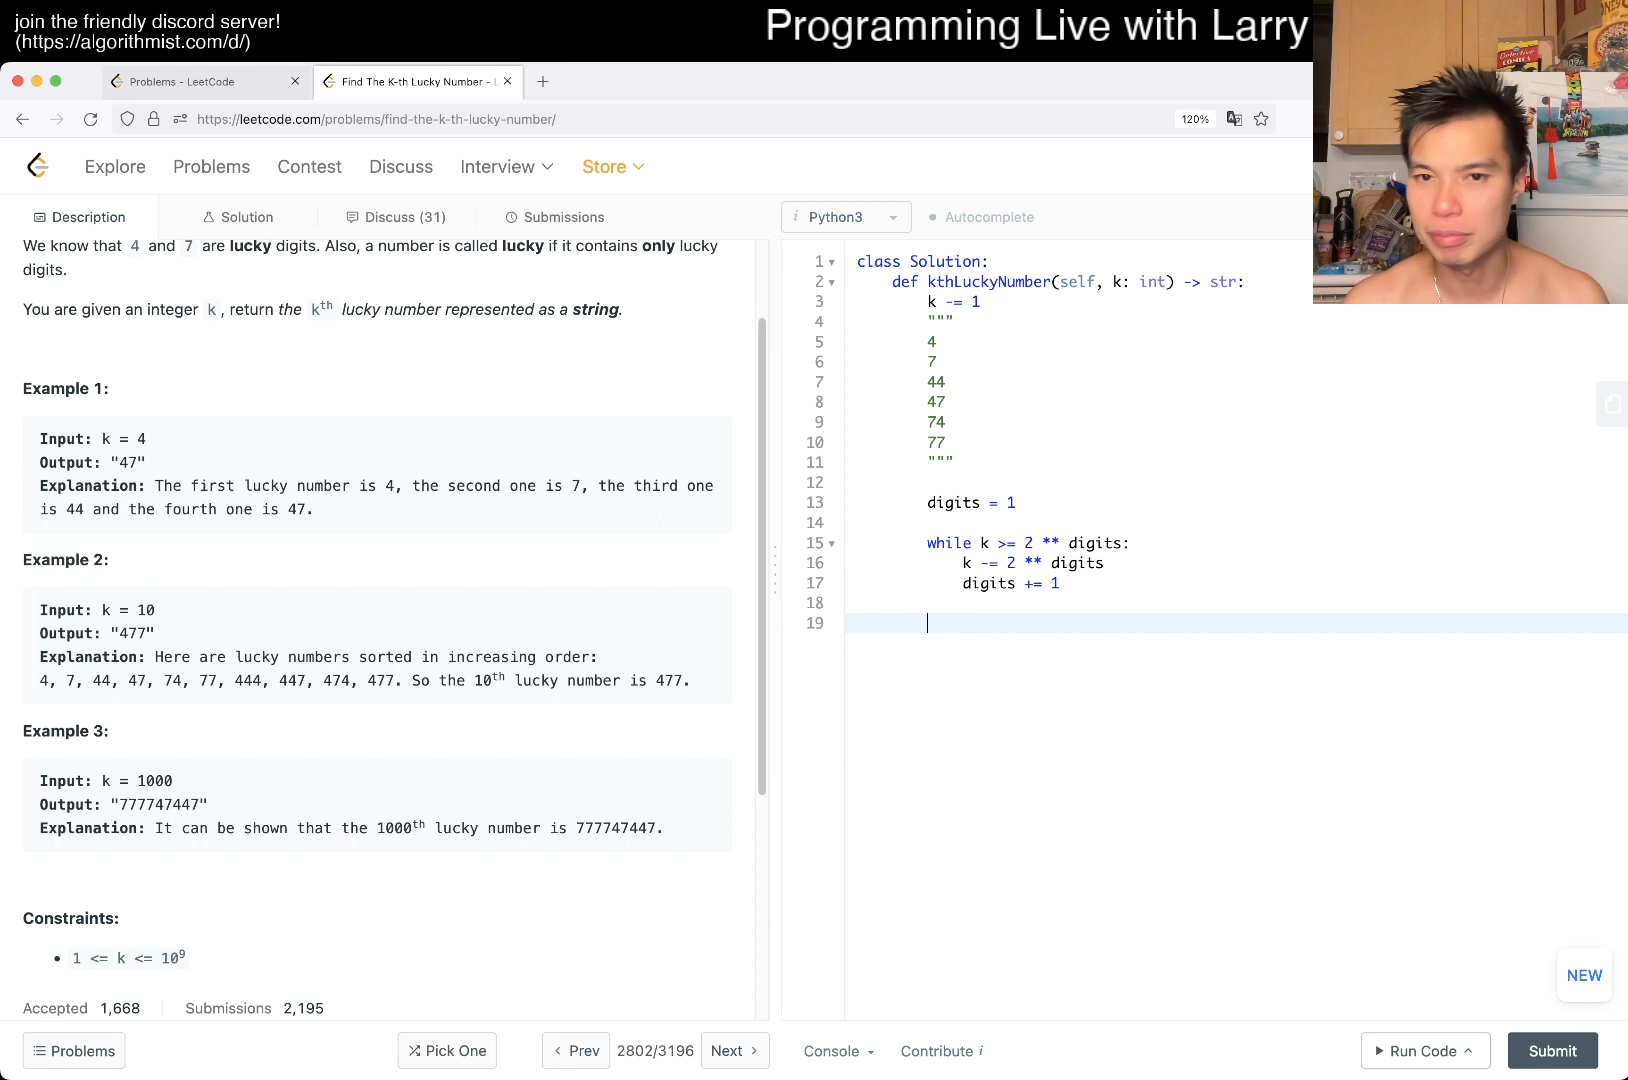 join the friendly discord server!
(https://algorithmist.com/d/)
Programming Live with Larry
Problems - LeetCode
Find The K-th Lucky Number - L
https://leetcode.com/problems/find-the-k-th-lucky-number/
120%
Explore
Problems
Contest
Discuss
Interview
Store
Description
Solution
Discuss (31)
Submissions
i Python3
Autocomplete
We know that 4 and 7 are lucky digits. Also, a number is called lucky if it contains only lucky
digits.
You are given an integer k, return the kth lucky number represented as a string.
Example 1:
Input: k = 4
Output: "47"
Explanation: The first lucky number is 4, the second one is 7, the third one
is 44 and the fourth one is 47.
Example 2:
Input: k = 10
Output: "477"
Explanation: Here are lucky numbers sorted in increasing order:
4, 7, 44, 47, 74, 77, 444, 447, 474, 477. So the 10th lucky number is 477.
Example 3:
Input: k = 1000
Output: "777747447"
Explanation: It can be shown that the 1000th lucky number is 777747447.
Constraints:
• 1 <= k <= 10⁹
Accepted 1,668 Submissions 2,195
1 class Solution:
2 def kthLuckyNumber(self, k: int) -> str:
3 k -= 1
4 """
5 4
6 7
7 44
8 47
9 74
10 77
11 """
12
13 digits = 1
14
15 while k >= 2 ** digits:
16 k -= 2 ** digits
17 digits += 1
18
19
NEW
Problems
Pick One
Prev
2802/3196
Next
Console
Contribute i
Run Code
Submit